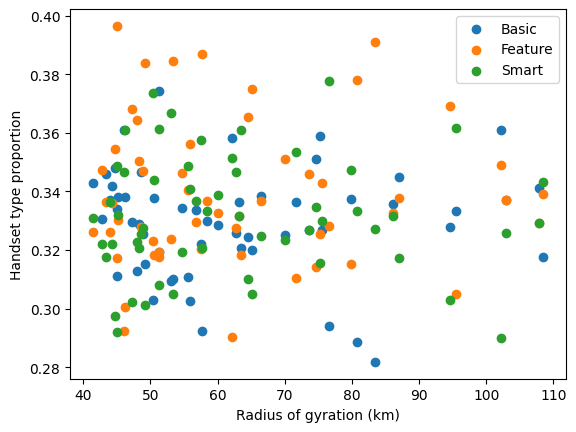 Basic
Feature
Smart
Handset type proportion
0.40
0.38
0.36
0.34
0.32
0.30
0.28
40 50 60 70 80 90 100 110
Radius of gyration (km)